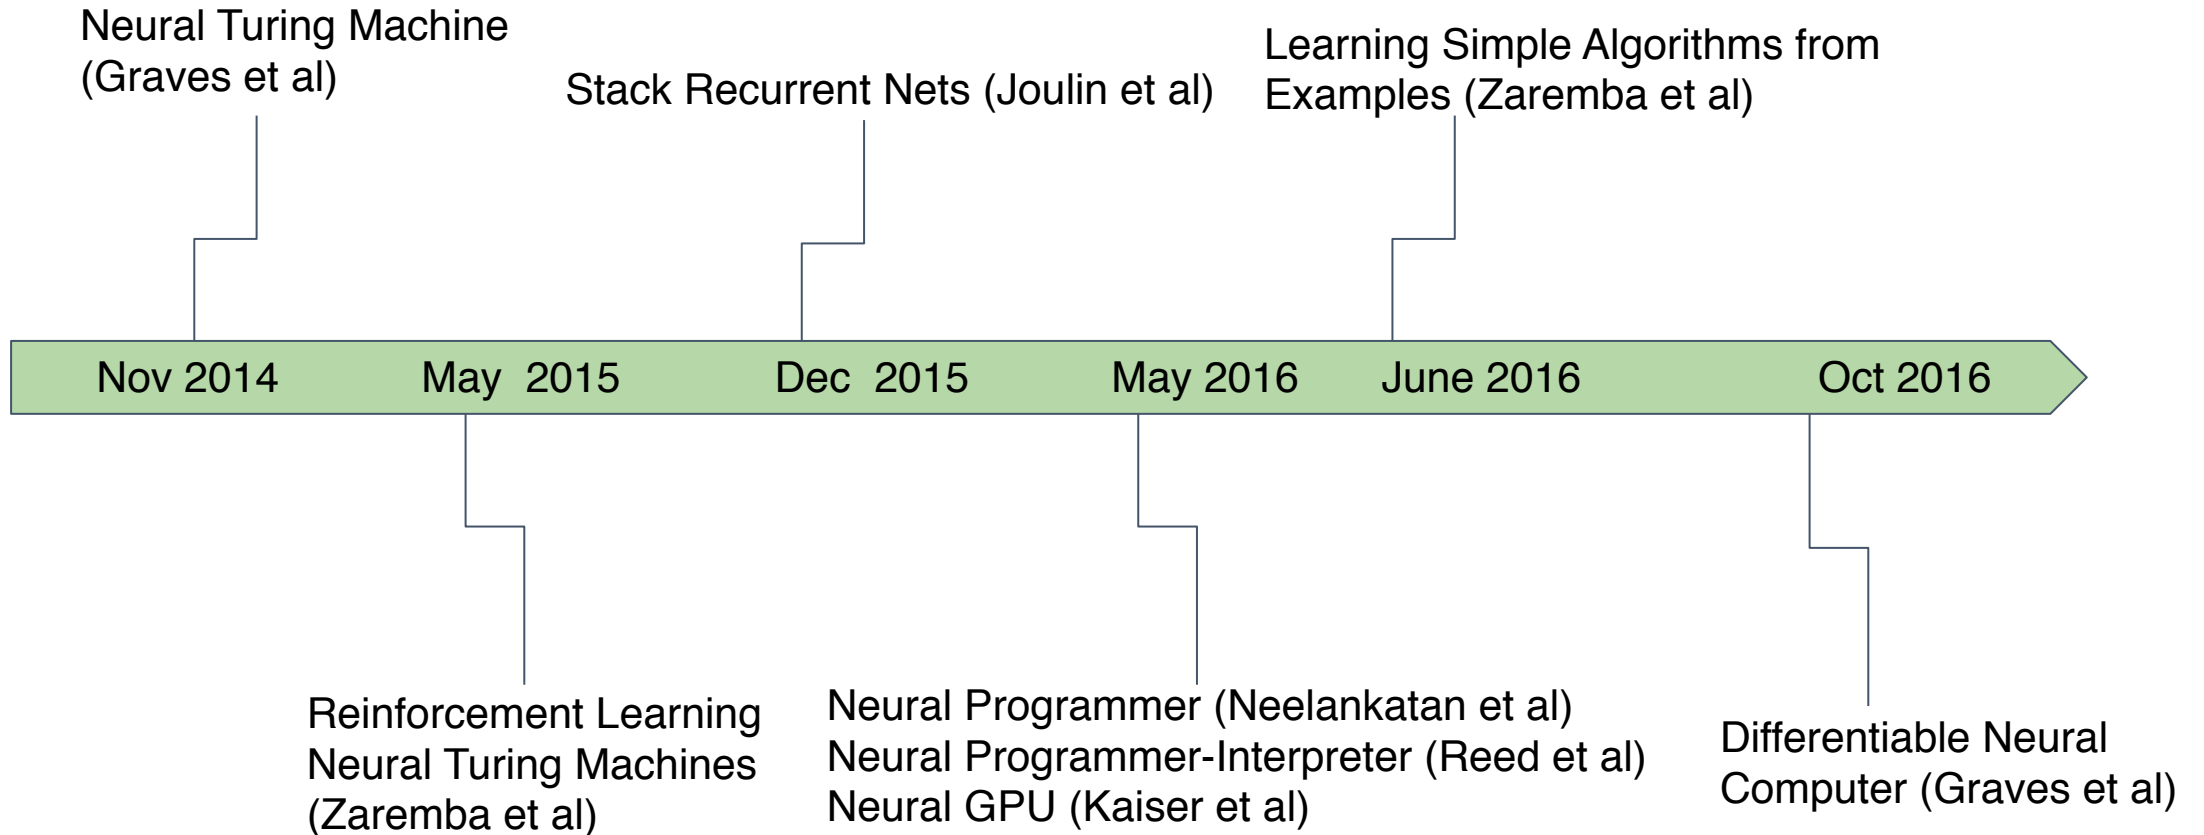 Neural Turing Machine
(Graves et al)
Stack Recurrent Nets (Joulin et al)
Learning Simple Algorithms from
Examples (Zaremba et al)
Nov 2014
May  2015
Dec  2015
May 2016
June 2016
Oct 2016
Reinforcement Learning
Neural Turing Machines
(Zaremba et al)
Neural Programmer (Neelankatan et al)
Neural Programmer-Interpreter (Reed et al)
Neural GPU (Kaiser et al)
Differentiable Neural
Computer (Graves et al)